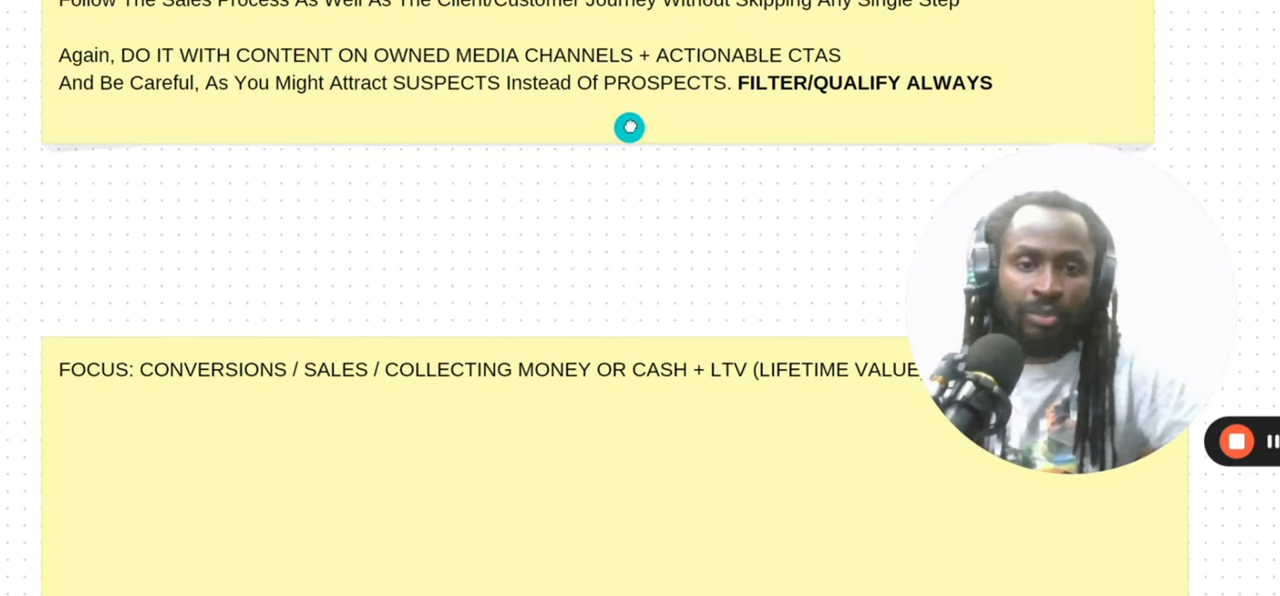 Follow The Sales Process As Well As The Client/Customer Journey Without Skipping Any Single Step
Again, DO IT WITH CONTENT ON OWNED MEDIA CHANNELS + ACTIONABLE CTAS
And Be Careful, As You Might Attract SUSPECTS Instead Of PROSPECTS. FILTER/QUALIFY ALWAYS
FOCUS: CONVERSIONS / SALES / COLLECTING MONEY OR CASH + LTV (LIFETIME VALUE